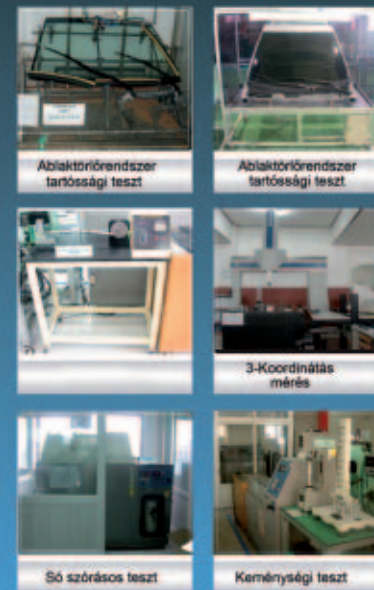 Ablaktörlőrendszer
tartóssági teszt
Ablaktörlőrendszer
tartóssági teszt
3-Koordinátás
mérés
Só szórásos teszt
Keménységi teszt